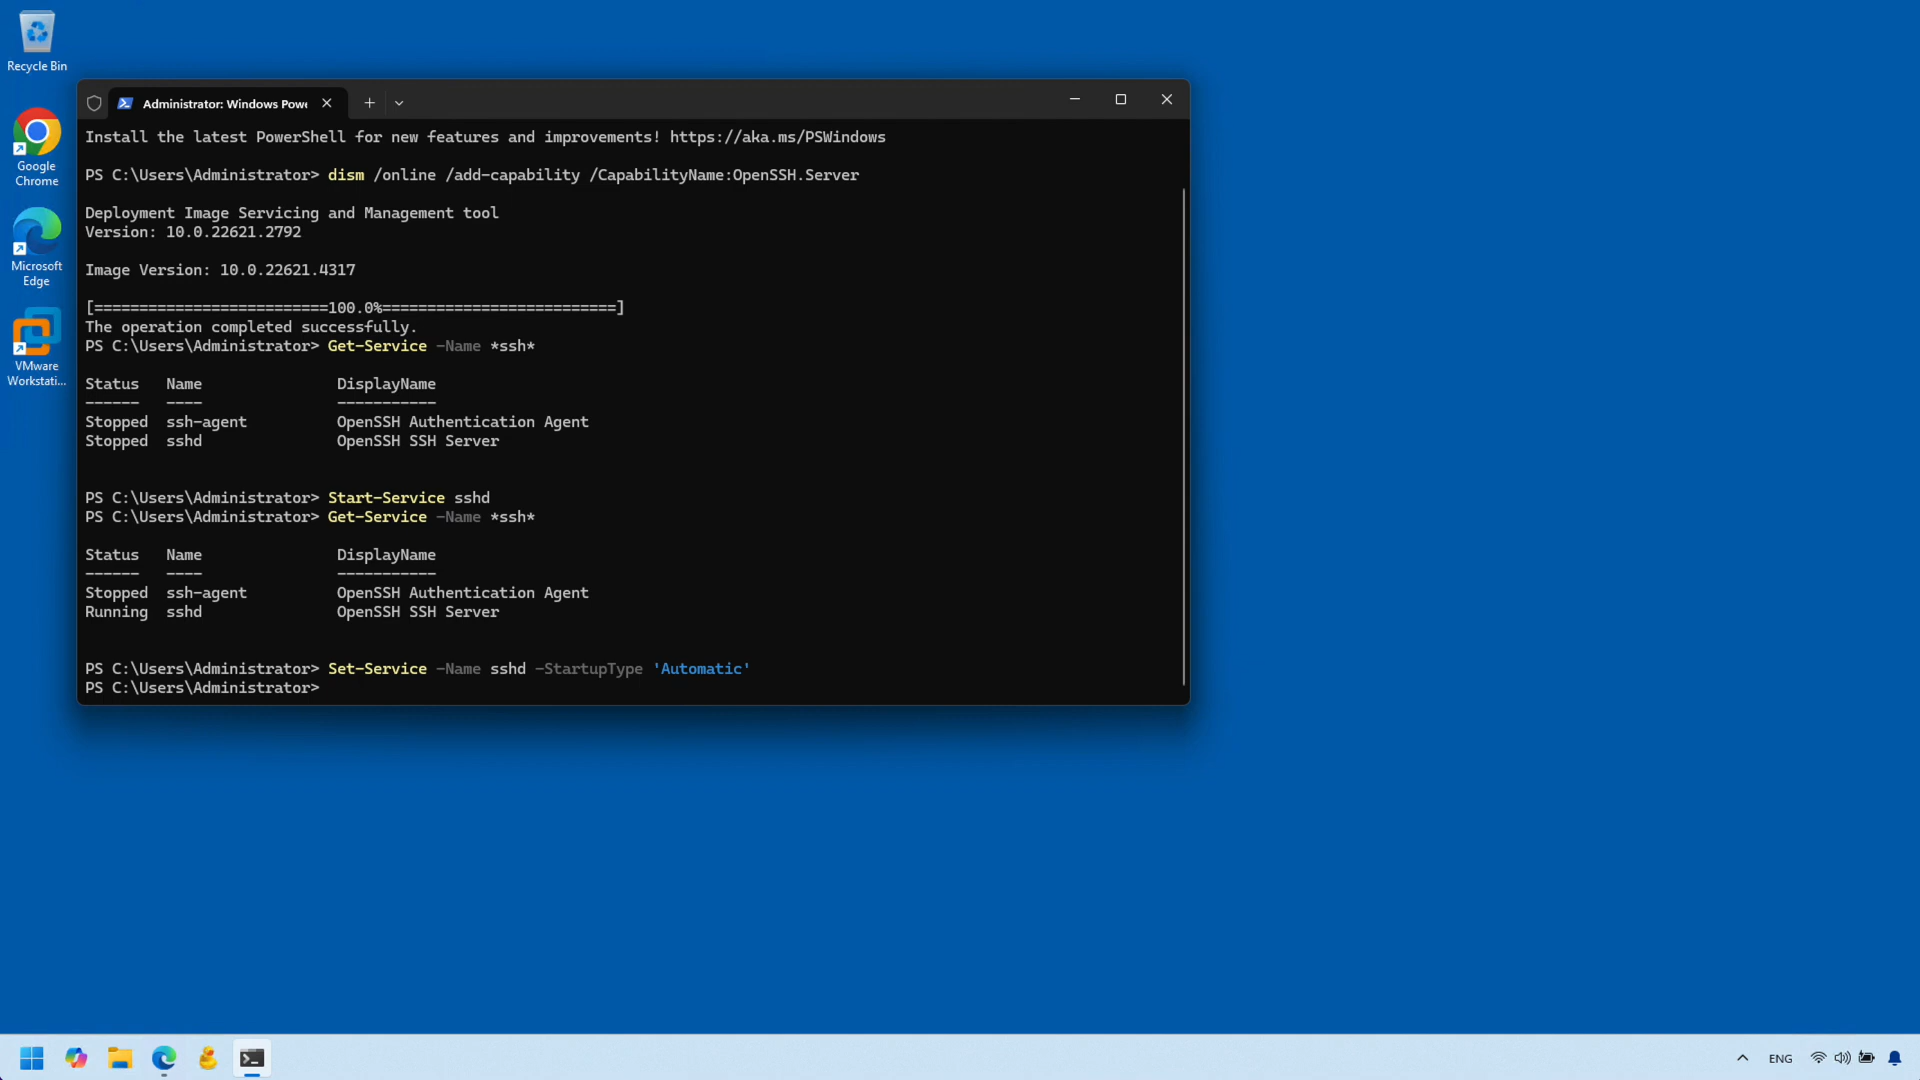 Recycle Bin
Google
Chrome
Microsoft
Edge
VMware
Workstati...
Administrator: Windows Powe
Install the latest PowerShell for new features and improvements! https://aka.ms/PSWindows
PS C:\Users\Administrator> dism /online /add-capability /CapabilityName:OpenSSH.Server
Deployment Image Servicing and Management tool
Version: 10.0.22621.2792
Image Version: 10.0.22621.4317
[==========================100.0%==========================]
The operation completed successfully.
PS C:\Users\Administrator> Get-Service -Name *ssh*
Status   Name               DisplayName
------   ----               -----------
Stopped  ssh-agent          OpenSSH Authentication Agent
Stopped  sshd               OpenSSH SSH Server
PS C:\Users\Administrator> Start-Service sshd
PS C:\Users\Administrator> Get-Service -Name *ssh*
Status   Name               DisplayName
------   ----               -----------
Stopped  ssh-agent          OpenSSH Authentication Agent
Running  sshd               OpenSSH SSH Server
PS C:\Users\Administrator> Set-Service -Name sshd -StartupType 'Automatic'
PS C:\Users\Administrator>
ENG